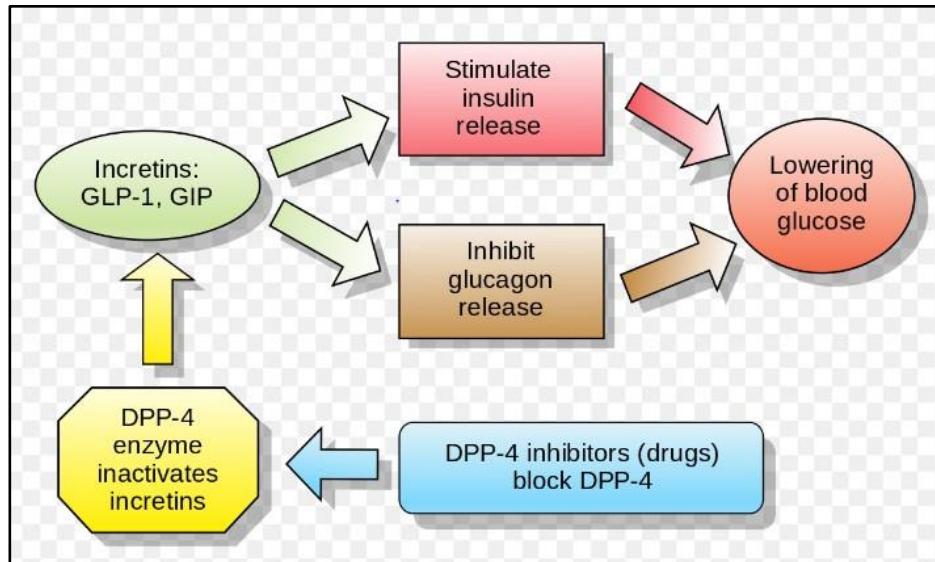 Stimulate
insulin
release
Incretins:
GLP-1, GIP
Lowering
of blood
glucose
Inhibit
glucagon
release
DPP-4
enzyme
inactivates
incretins
DPP-4 inhibitors (drugs)
block DPP-4